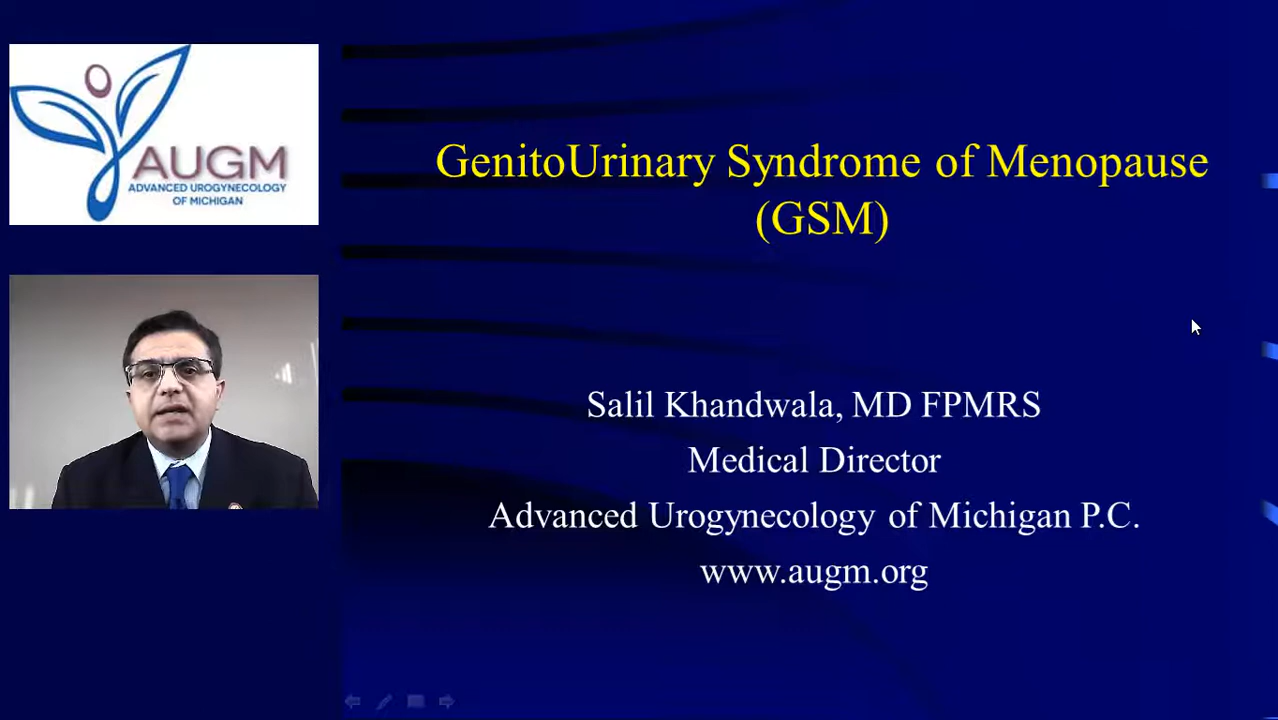 AUGM
ADVANCED UROGYNECOLOGY
OF MICHIGAN
GenitoUrinary Syndrome of Menopause
(GSM)
Salil Khandwala, MD FPMRS
Medical Director
Advanced Urogynecology of Michigan P.C.
www.augm.org